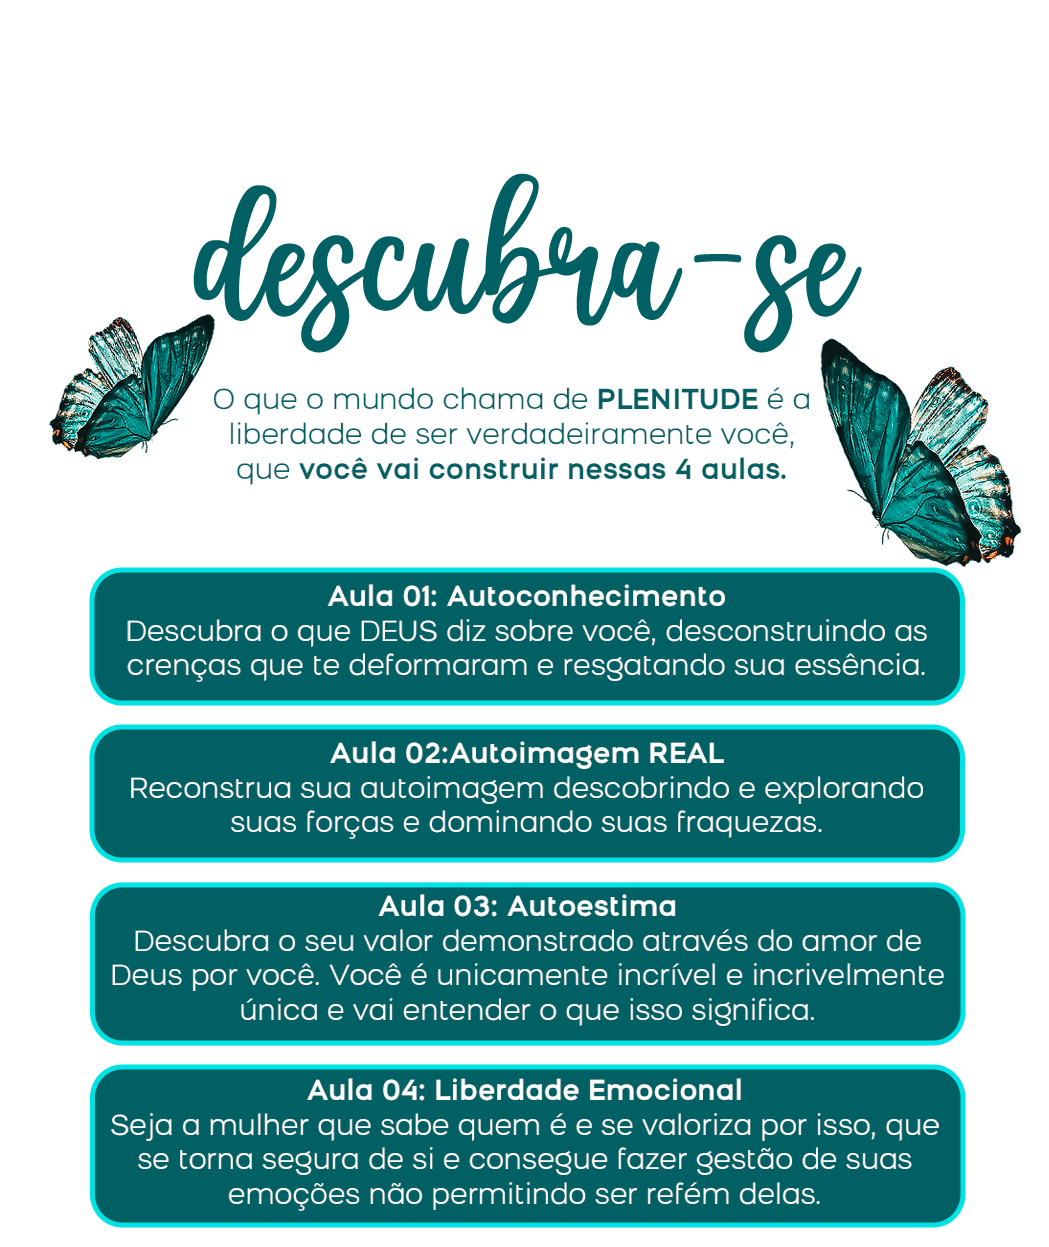 descubra-se
O que o mundo chama de PLENITUDE é a
liberdade de ser verdadeiramente você,
que você vai construir nessas 4 aulas.
Aula 01: Autoconhecimento
Descubra o que DEUS diz sobre você, desconstruindo as
crenças que te deformaram e resgatando sua essência.
Aula 02:Autoimagem REAL
Reconstrua sua autoimagem descobrindo e explorando
suas forças e dominando suas fraquezas.
Aula 03: Autoestima
Descubra o seu valor demonstrado através do amor de
Deus por você. Você é unicamente incrível e incrivelmente
única e vai entender o que isso significa.
Aula 04: Liberdade Emocional
Seja a mulher que sabe quem é e se valoriza por isso, que
se torna segura de si e consegue fazer gestão de suas
emoções não permitindo ser refém delas.